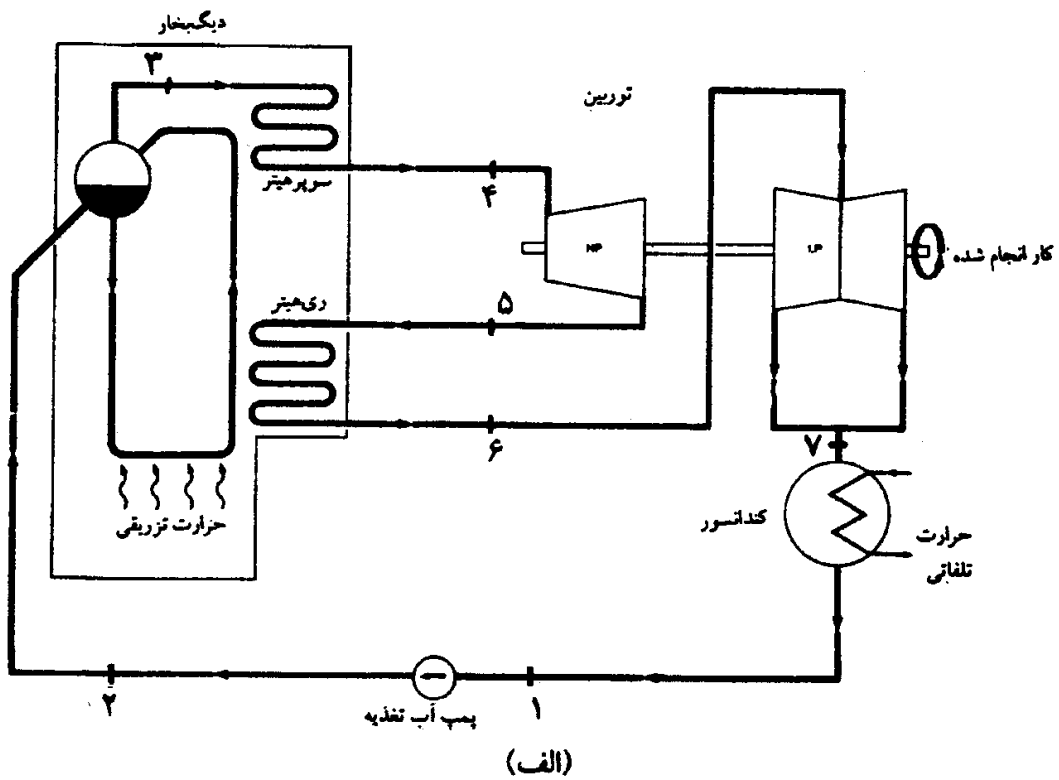 دیگ‌بخار
۳
توربین
سوپرهیتر
۴
HP
LP
کار انجام شده
ری‌هیتر
۵
۶
۷
حرارت تزریقی
کندانسور
حرارت
تلفاتی
۲
۱
پمپ آب تغذیه
(الف)